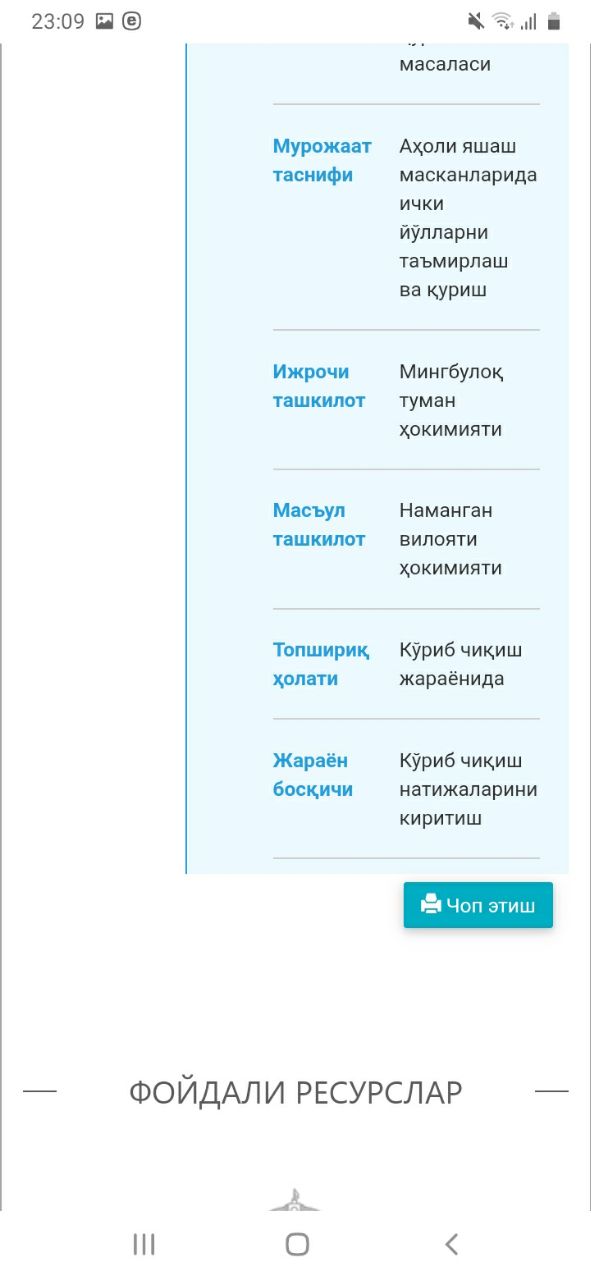 23:09
масаласи
Мурожаат Аҳоли яшаш
таснифи масканларида
ички
йўлларни
таъмирлаш
ва қуриш
Ижрочи Мингбулоқ
ташкилот туман
ҳокимияти
Масъул Наманган
ташкилот вилояти
ҳокимияти
Топшириқ Кўриб чиқиш
ҳолати жараёнида
Жараён Кўриб чиқиш
босқичи натижаларини
киритиш
Чоп этиш
ФОЙДАЛИ РЕСУРСЛАР